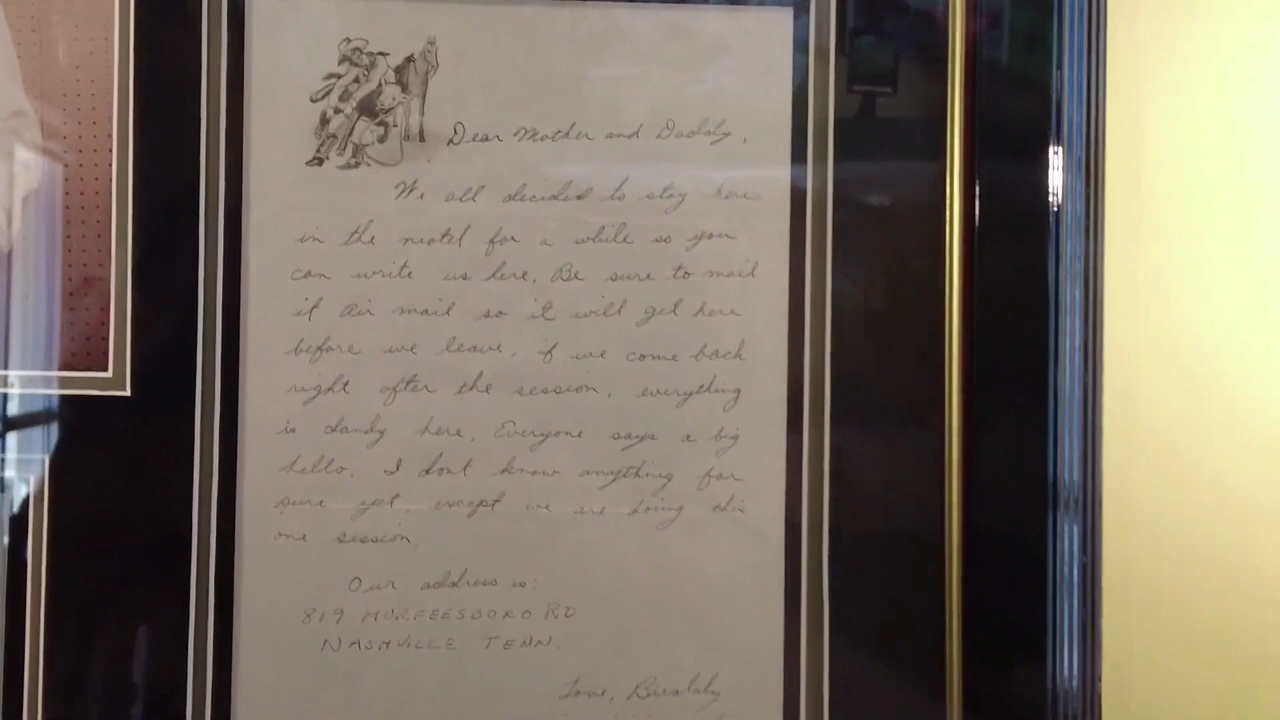 Dear Mother and Daddy,
We all decided to stay here
in the motel for a while so you
can write us here. Be sure to mail
it Air mail so it will get here
before we leave, if we come back
right after the session, everything
is dandy here. Everyone says a big
hello. I dont know anything for
sure yet, except we are doing this
one session.
Our address is:
819 MURFEESBORO RD
NASHVILLE TENN.
Love,